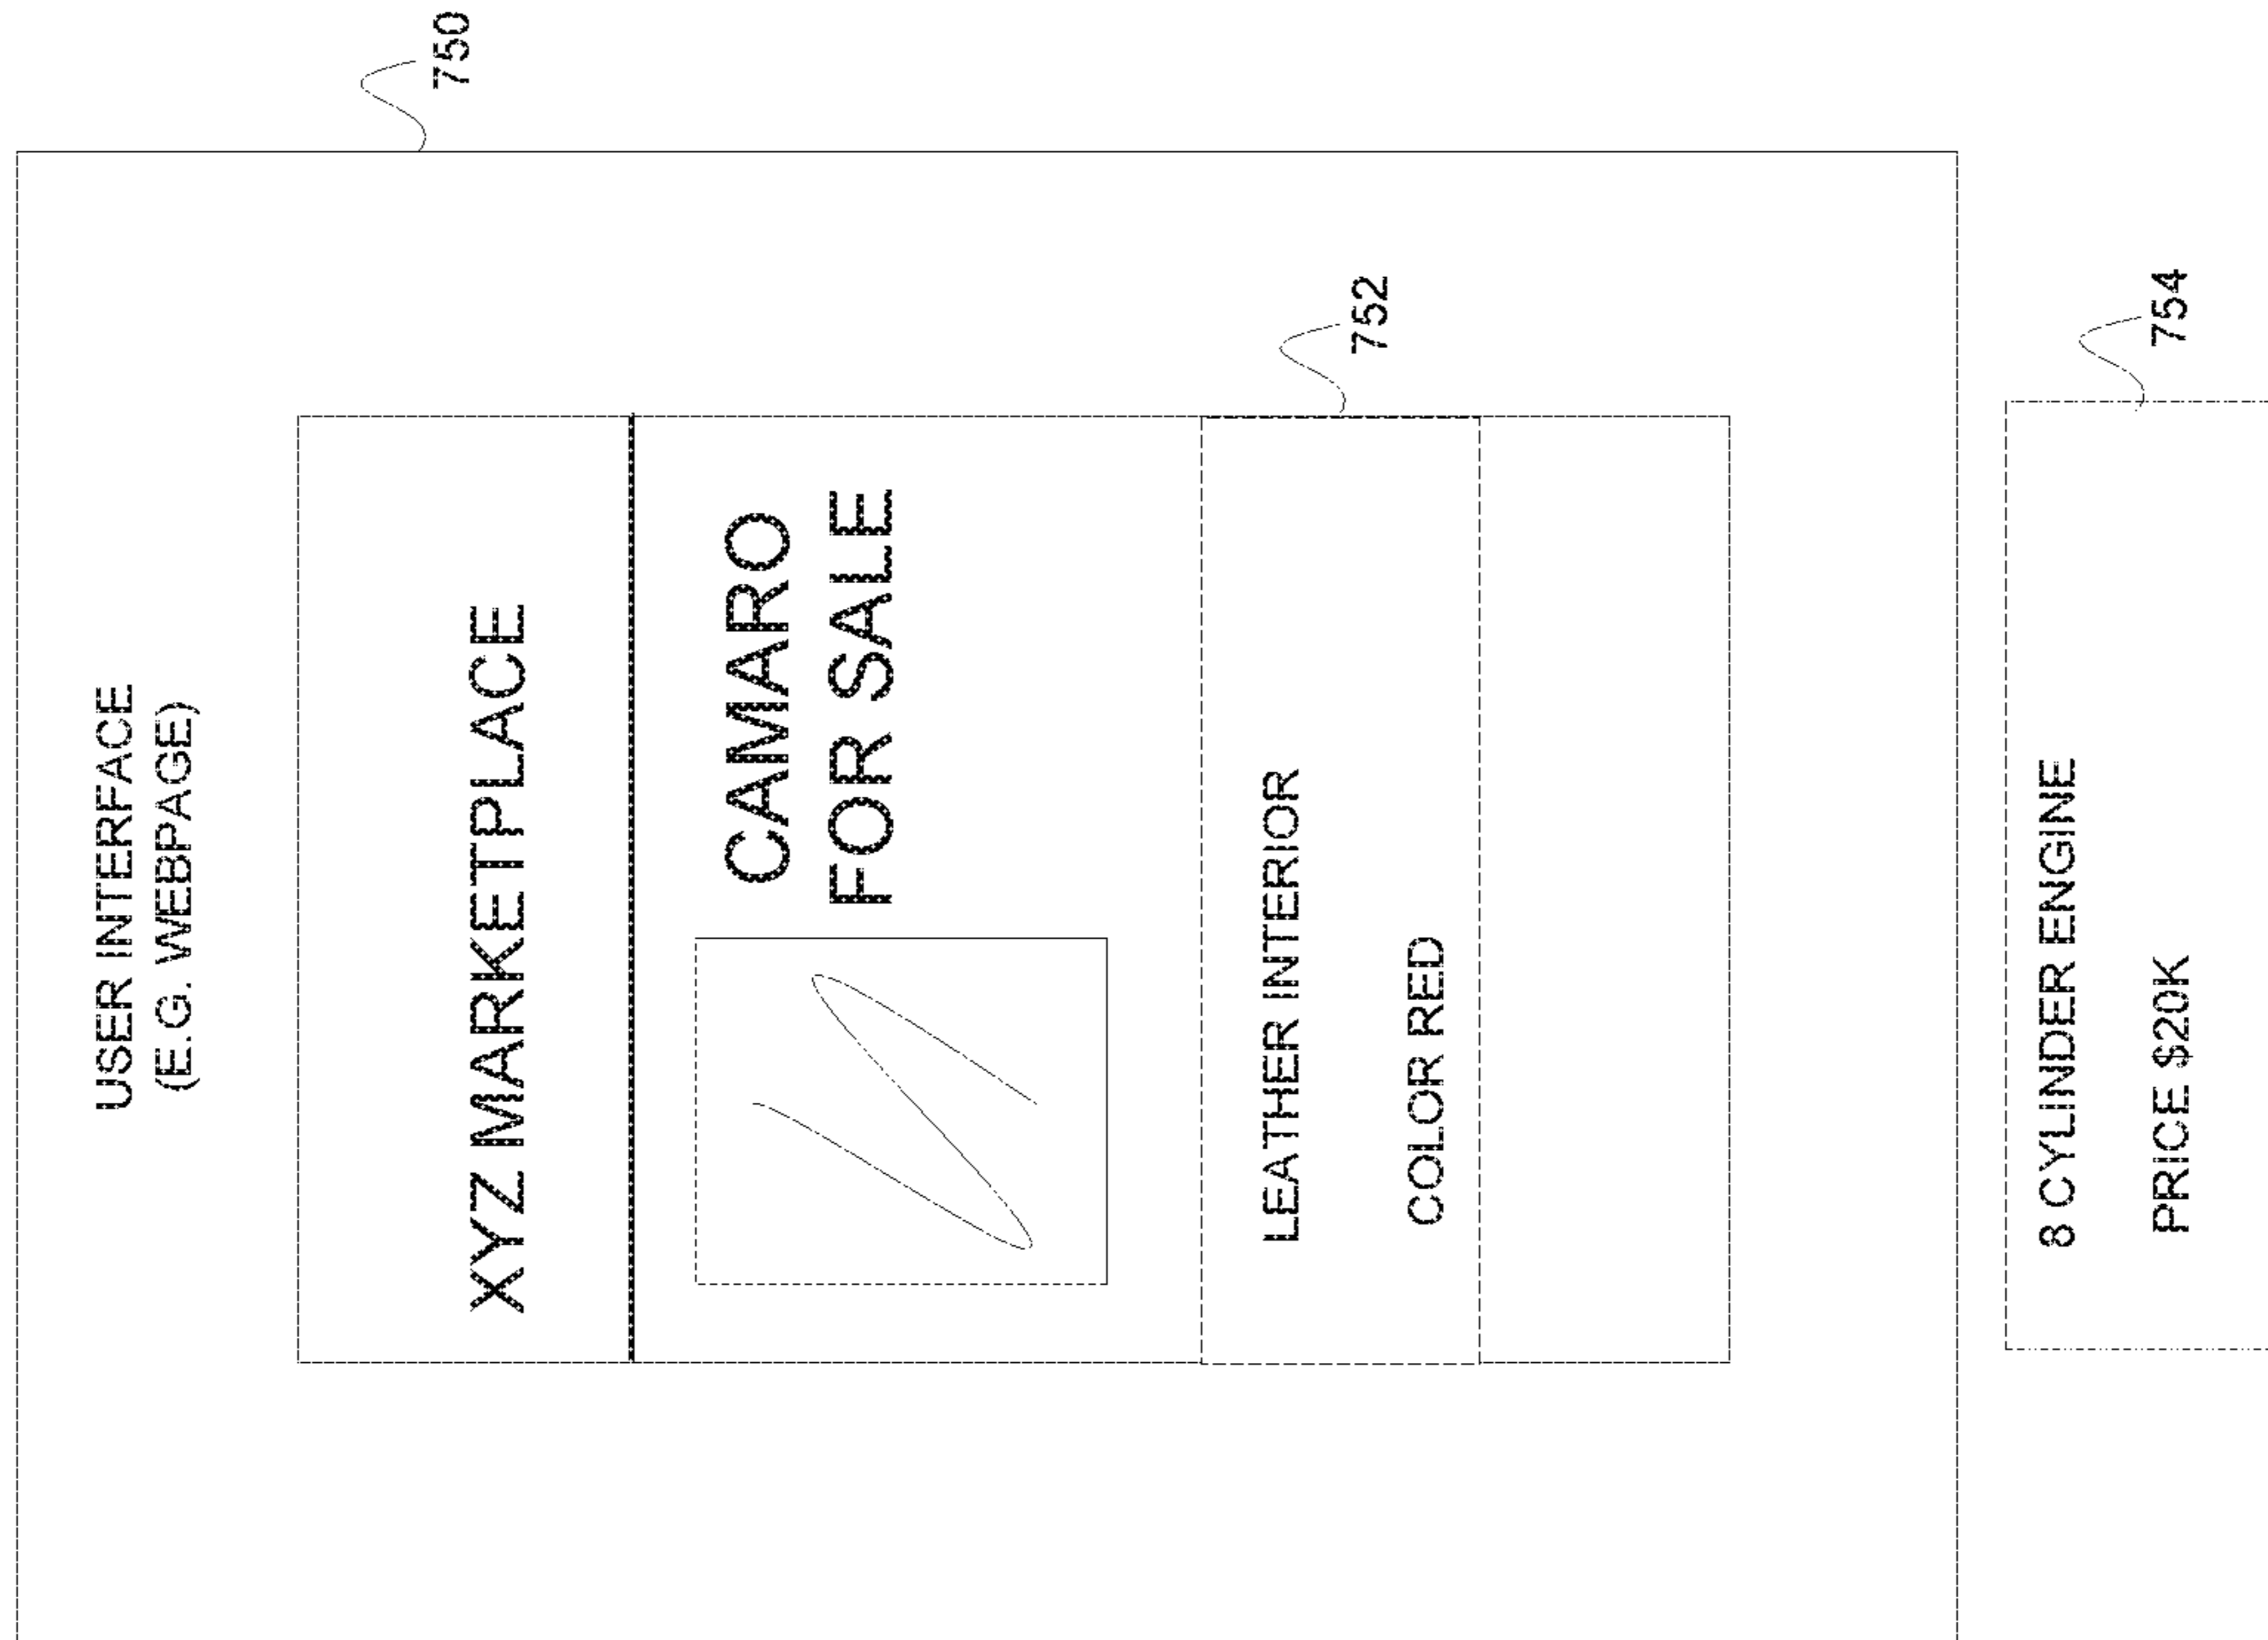 750
USER INTERFACE
(E.G. WEBPAGE)
XYZ MARKETPLACE
CAMARO
FOR SALE
752
LEATHER INTERIOR
COLOR RED
754
8 CYLINDER ENGINE
PRICE $20K